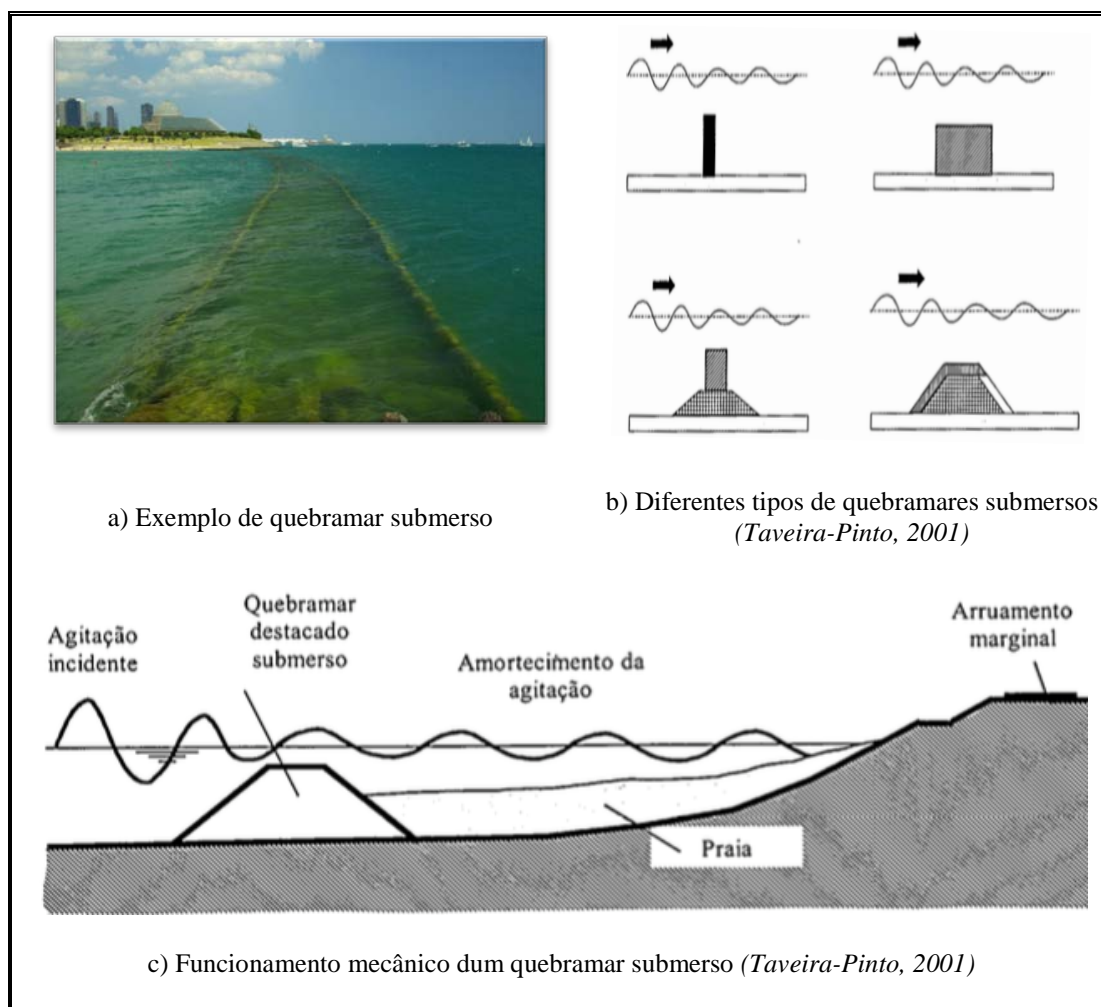 a) Exemplo de quebramar submerso
b) Diferentes tipos de quebramares submersos
(Taveira-Pinto, 2001)
Agitação
incidente
Quebramar
destacado
submerso
Amortecimento da
agitação
Arruamento
marginal
Praia
c) Funcionamento mecânico dum quebramar submerso (Taveira-Pinto, 2001)